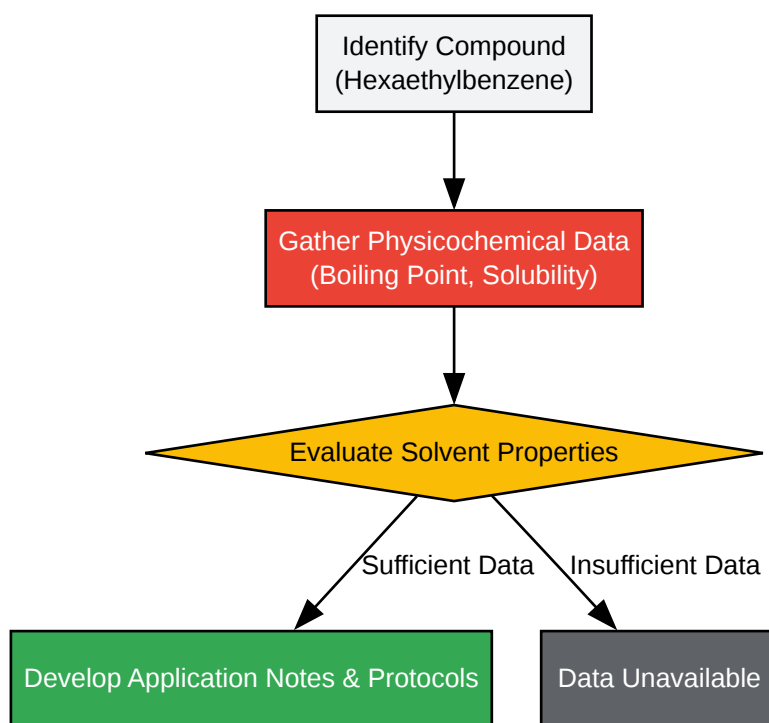 Identify Compound
(Hexaethylbenzene)
Gather Physicochemical Data
(Boiling Point, Solubility)
Evaluate Solvent Properties
Sufficient Data
Insufficient Data
Develop Application Notes & Protocols
Data Unavailable